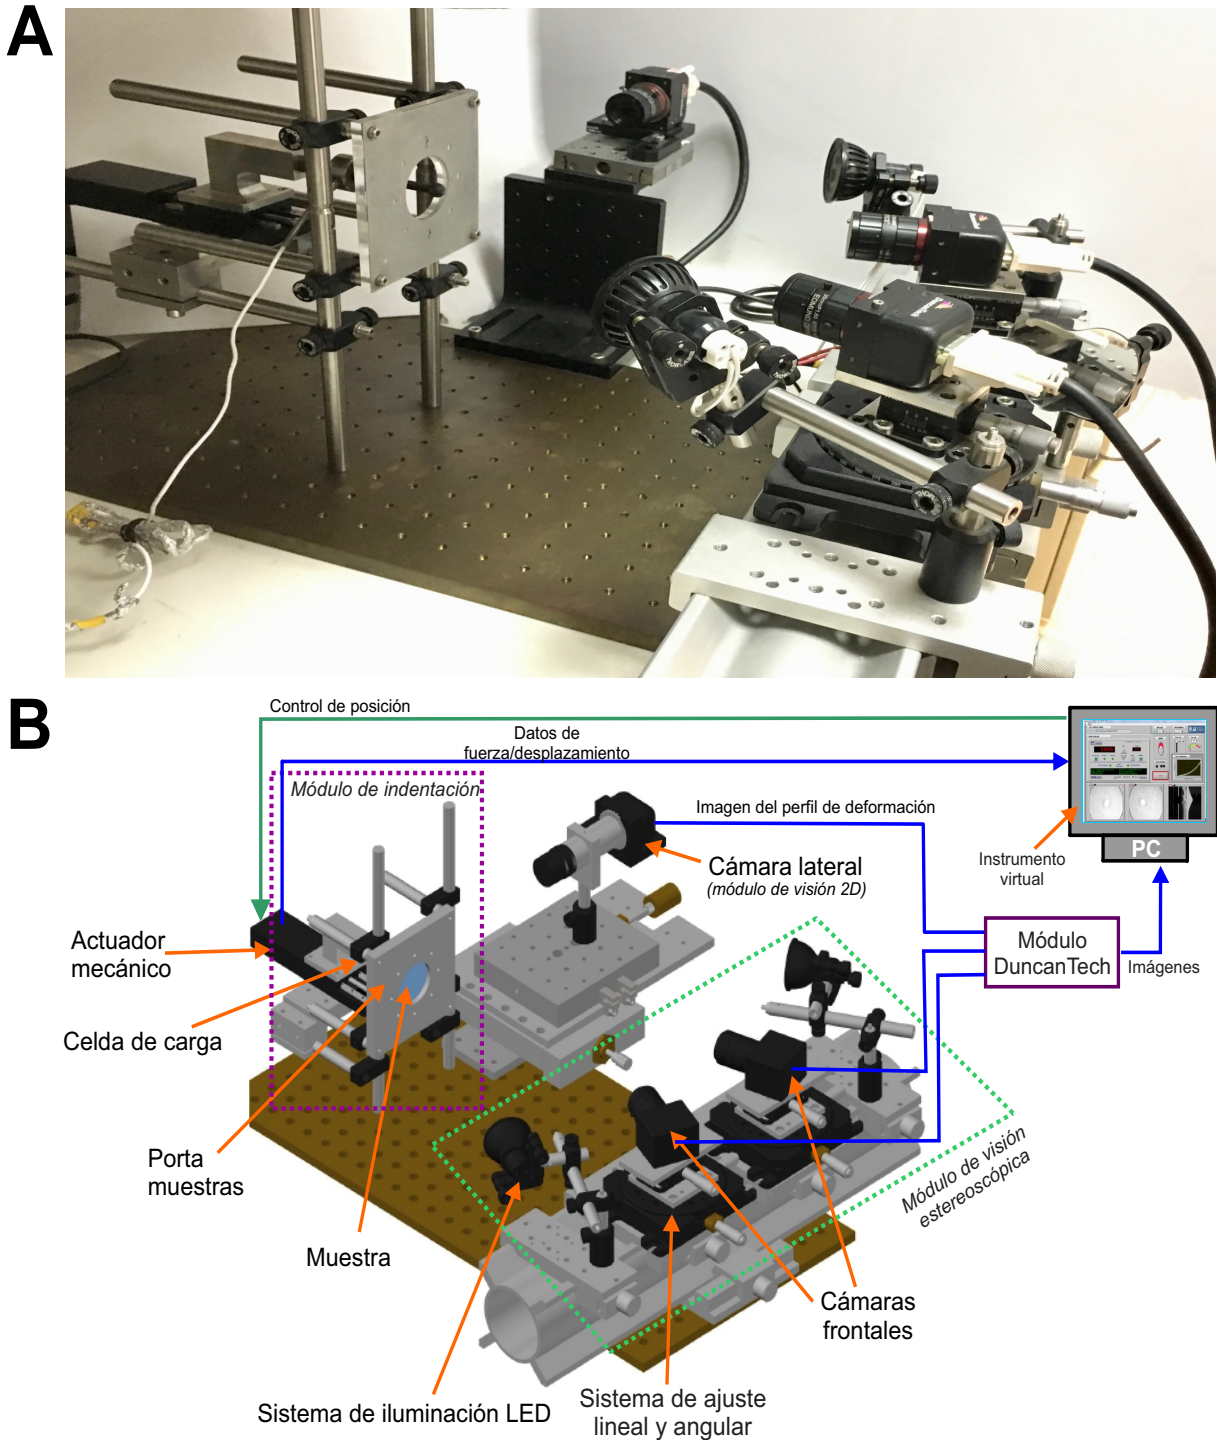 A
B
Control de posición
Datos de
fuerza/desplazamiento
Módulo de indentación
Imagen del perfil de deformación
Cámara lateral
(módulo de visión 2D)
Instrumento
virtual
PC
Módulo
DuncanTech
Imágenes
Actuador
mecánico
Celda de carga
Porta
muestras
Muestra
Módulo de visión
estereoscópica
Cámaras
frontales
Sistema de ajuste
lineal y angular
Sistema de iluminación LED